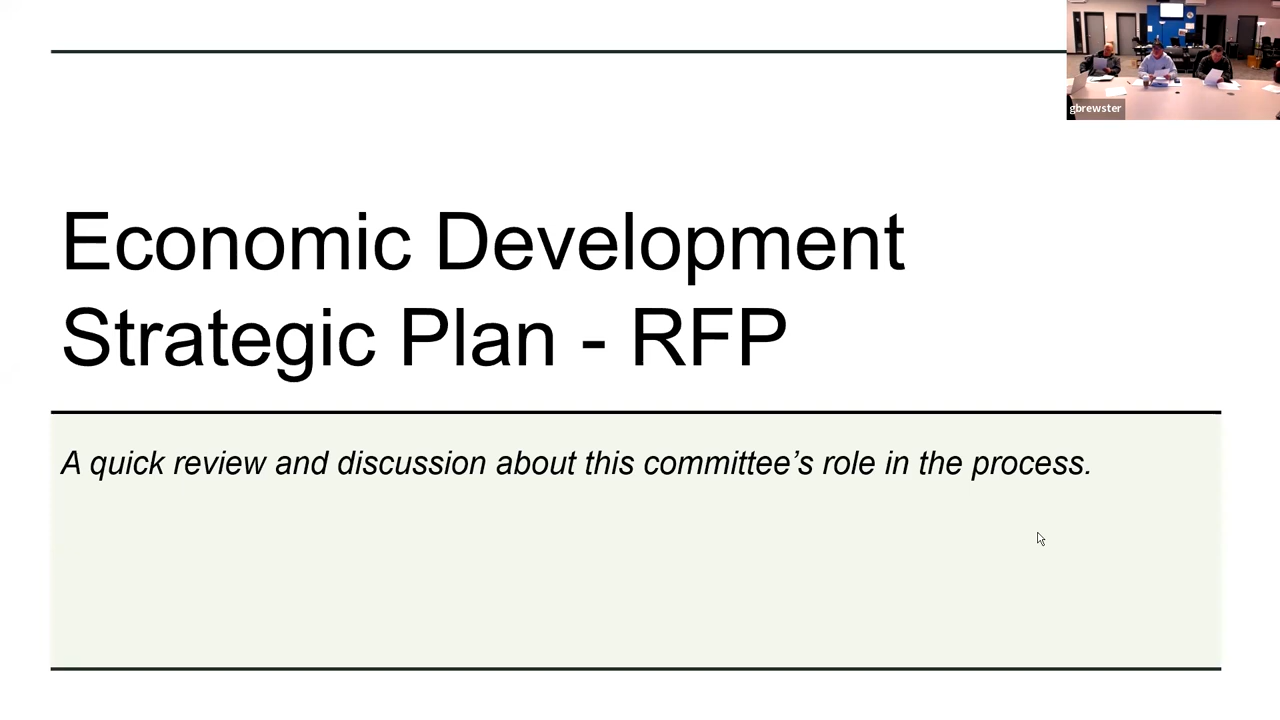 gbrewster
Economic Development
Strategic Plan - RFP
A quick review and discussion about this committee’s role in the process.